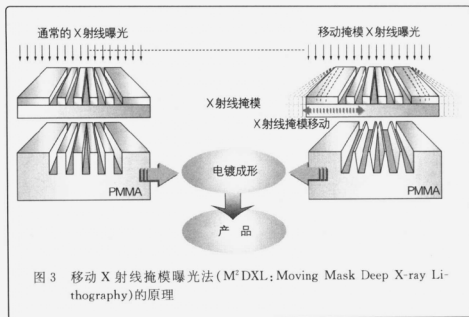 通常的X射线曝光
移动掩模X射线曝光
X射线掩模
X射线掩模移动
PMMA
电镀成形
PMMA
产 品
图 3 移动 X 射线掩模曝光法(M²DXL:Moving Mask Deep X-ray Li-
thography)的原理